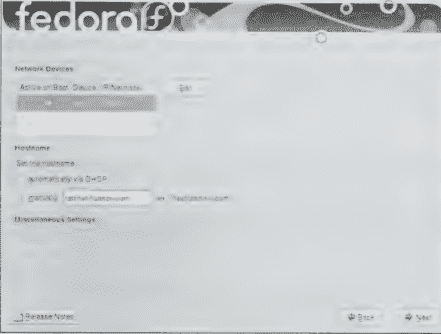 fedora
Network Devices
Active on Boot Device IP/Netmask
Edit
Hostname
Set the hostname
automatically via DHCP
manually
Miscellaneous Settings
Release Notes
Back
Next